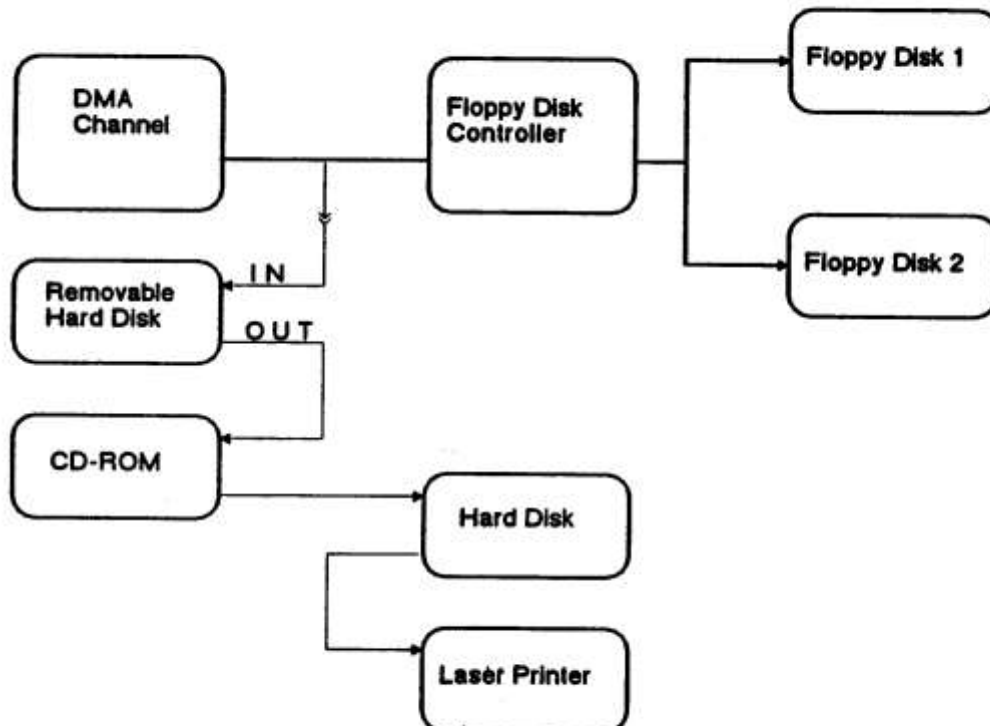 DMA
Channel
Floppy Disk
Controller
Floppy Disk 1
Floppy Disk 2
IN
Removable
Hard Disk
OUT
CD-ROM
Hard Disk
Laser Printer